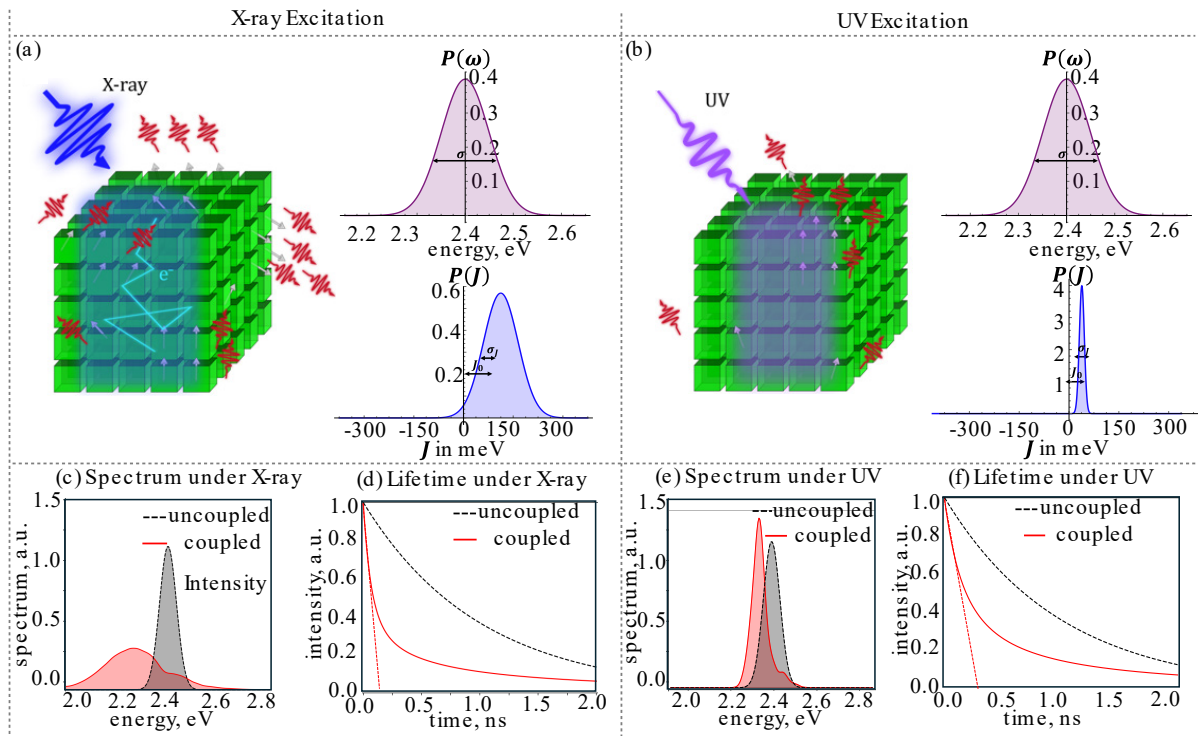 X-ray Excitation
UV Excitation
(a)
X-ray
e⁻
P(ω)
0.4
0.3
0.2
σ
0.1
2.2 2.3 2.4 2.5 2.6
energy, eV
P(J)
0.6
0.4
σJ
J0
0.2
-300 -150 0 150 300
J in meV
(b)
UV
P(ω)
0.4
0.3
0.2
σ
0.1
2.2 2.3 2.4 2.5 2.6
energy, eV
P(J)
4
3
2
σJ
J0
1
-300 -150 0 150 300
J in meV
(c) Spectrum under X-ray
1.5
1.0
0.5
0.0
spectrum, a.u.
uncoupled
coupled
Intensity
2.0 2.2 2.4 2.6 2.8
energy, eV
(d) Lifetime under X-ray
1.0
0.8
0.6
0.4
0.2
0.0
intensity, a.u.
uncoupled
coupled
0.0 0.5 1.0 1.5 2.0
time, ns
(e) Spectrum under UV
1.5
1.0
0.5
0.0
spectrum, a.u.
uncoupled
coupled
2.0 2.2 2.4 2.6 2.8
energy, eV
(f) Lifetime under UV
1.0
0.8
0.6
0.4
0.2
0.0
intensity, a.u.
uncoupled
coupled
0.0 0.5 1.0 1.5 2.0
time, ns